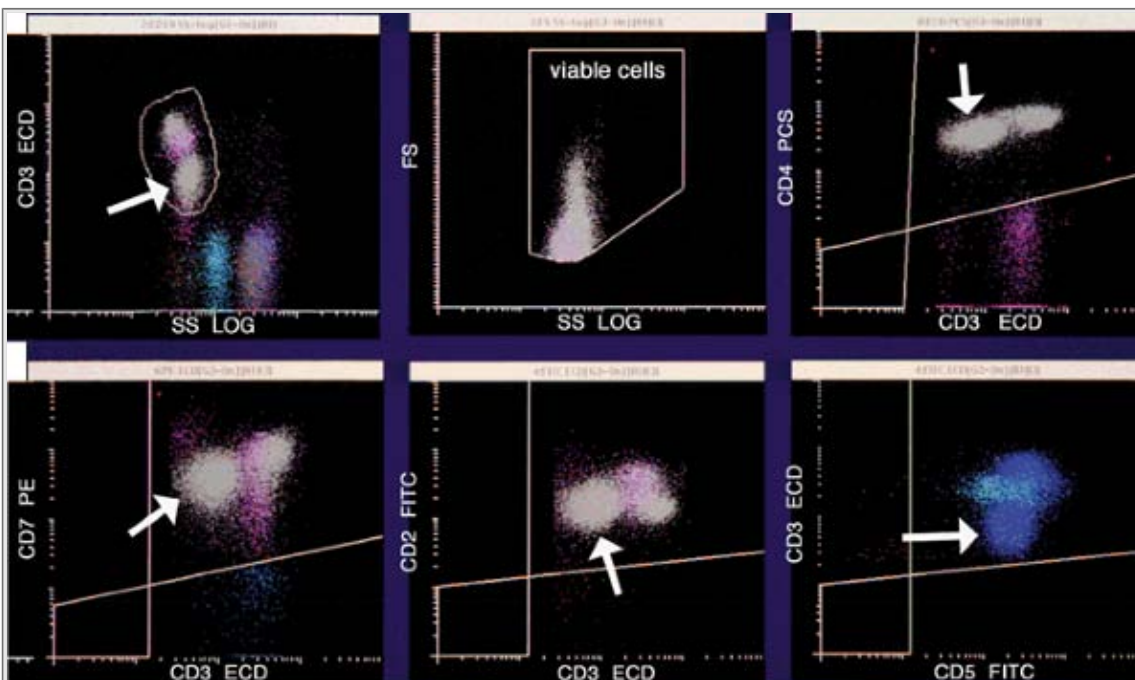 CD3 ECD
SS LOG
viable cells
FS
SS LOG
CD4 PCS
CD3 ECD
CD7 PE
CD3 ECD
CD2 FITC
CD3 ECD
CD3 ECD
CD5 FITC